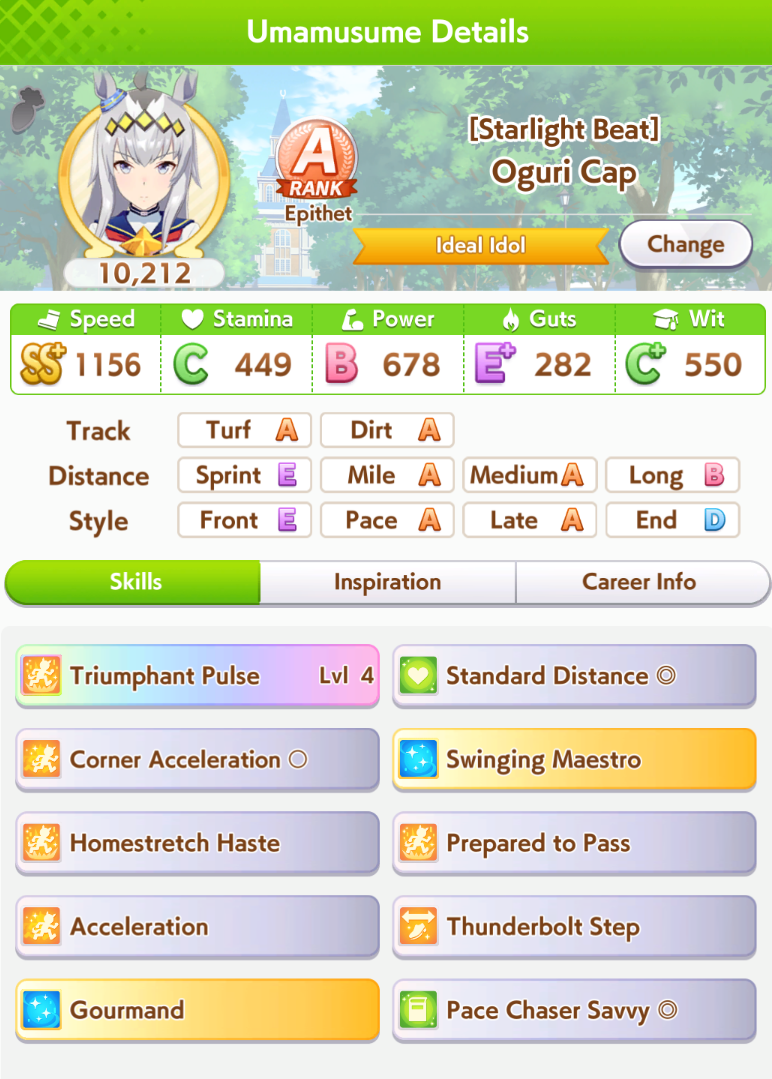 Umamusume Details
A
RANK
Epithet
[Starlight Beat]
Oguri Cap
10,212
Ideal Idol
Change
Speed Stamina Power Guts Wit
SS+ 1156 C 449 B 678 E+ 282 C+ 550
Track Turf A Dirt A
Distance Sprint E Mile A Medium A Long B
Style Front E Pace A Late A End D
Skills Inspiration Career Info
Triumphant Pulse Lvl 4 Standard Distance ◎
Corner Acceleration ○ Swinging Maestro
Homestretch Haste Prepared to Pass
Acceleration Thunderbolt Step
Gourmand Pace Chaser Savvy ◎